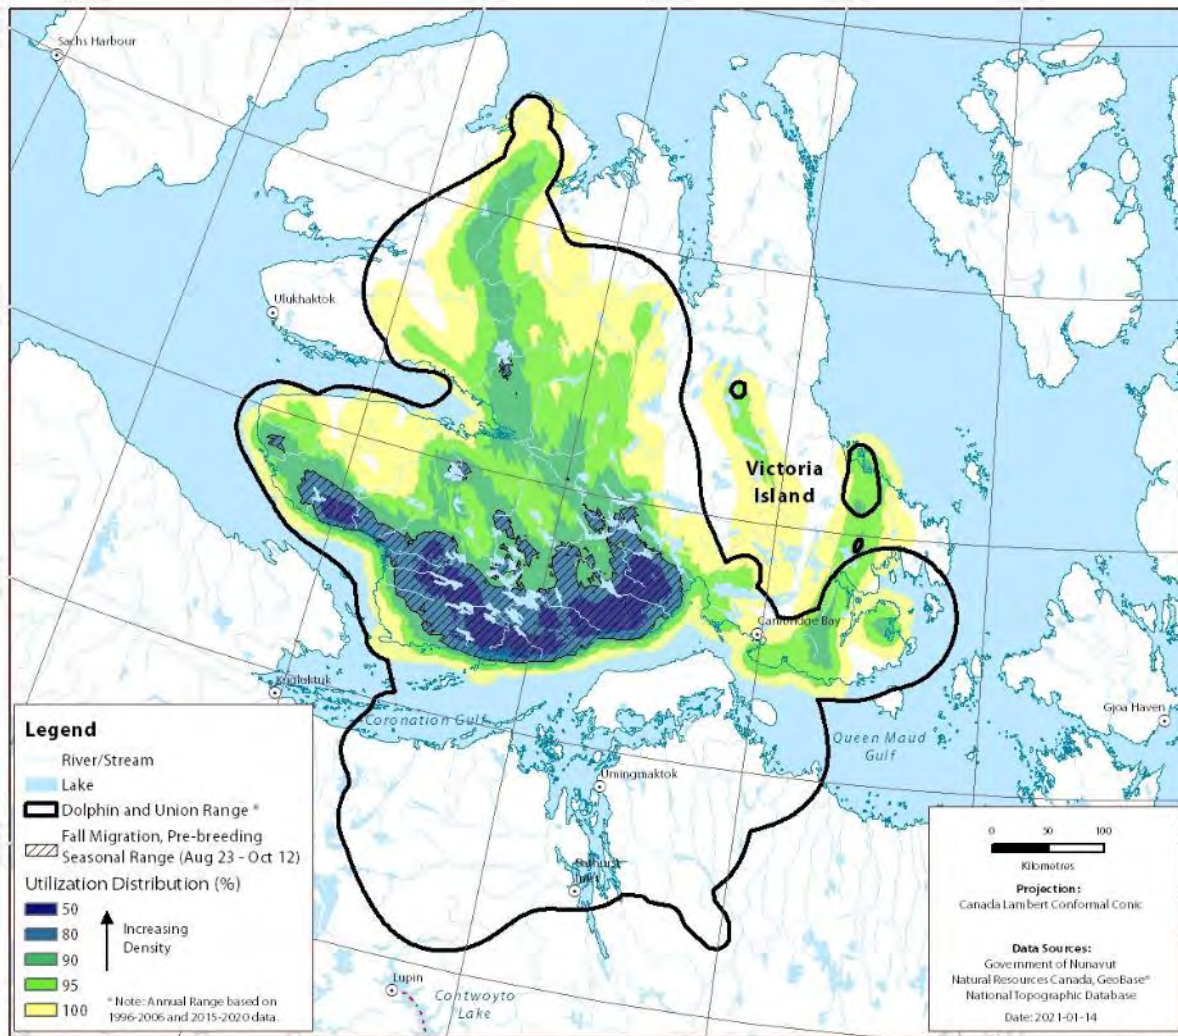 Sachs Harbour
Ulukhaktok
Victoria
Island
Cambridge Bay
Kugluktuk
Coronation Gulf
Queen Maud
Gulf
Gjoa Haven
Umingmaktok
Bathurst
Inlet
Lupin
Contwoyto
Lake
Legend
River/Stream
Lake
Dolphin and Union Range *
Fall Migration, Pre-breeding
Seasonal Range (Aug 23 - Oct 12)
Utilization Distribution (%)
50
80
90
95
100
Increasing
Density
* Note: Annual Range based on
1996-2006 and 2015-2020 data.
0 50 100
Kilometres
Projection:
Canada Lambert Conformal Conic
Data Sources:
Government of Nunavut
Natural Resources Canada, GeoBase®
National Topographic Database
Date: 2021-01-14